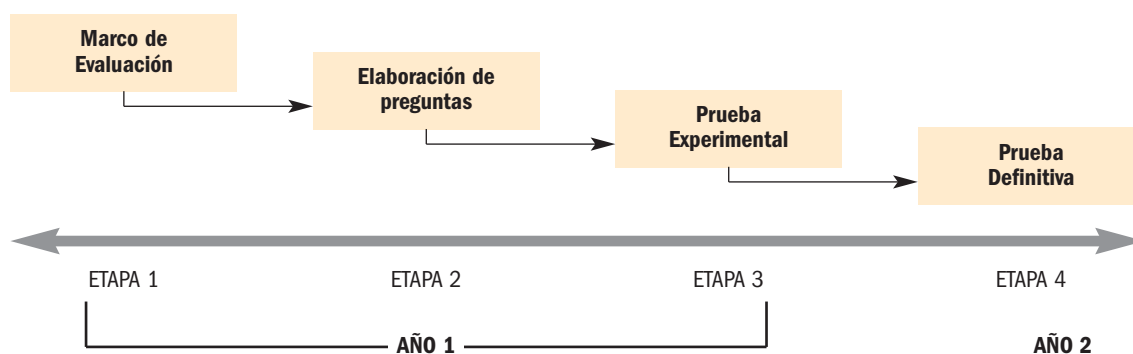 Marco de
Evaluación
Elaboración de
preguntas
Prueba
Experimental
Prueba
Definitiva
ETAPA 1
ETAPA 2
ETAPA 3
ETAPA 4
AÑO 1
AÑO 2